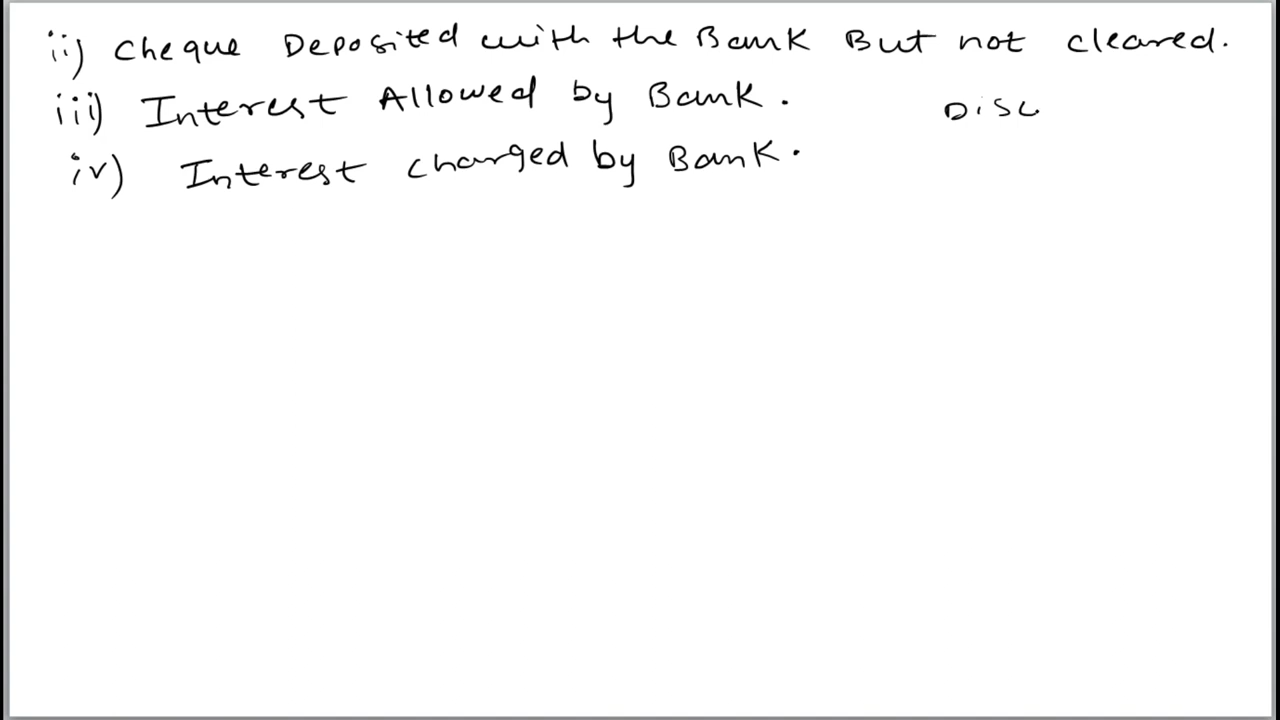 ii) Cheque Deposited with the Bank But not cleared.
iii) Interest Allowed by Bank. Disc
iv) Interest charged by Bank.